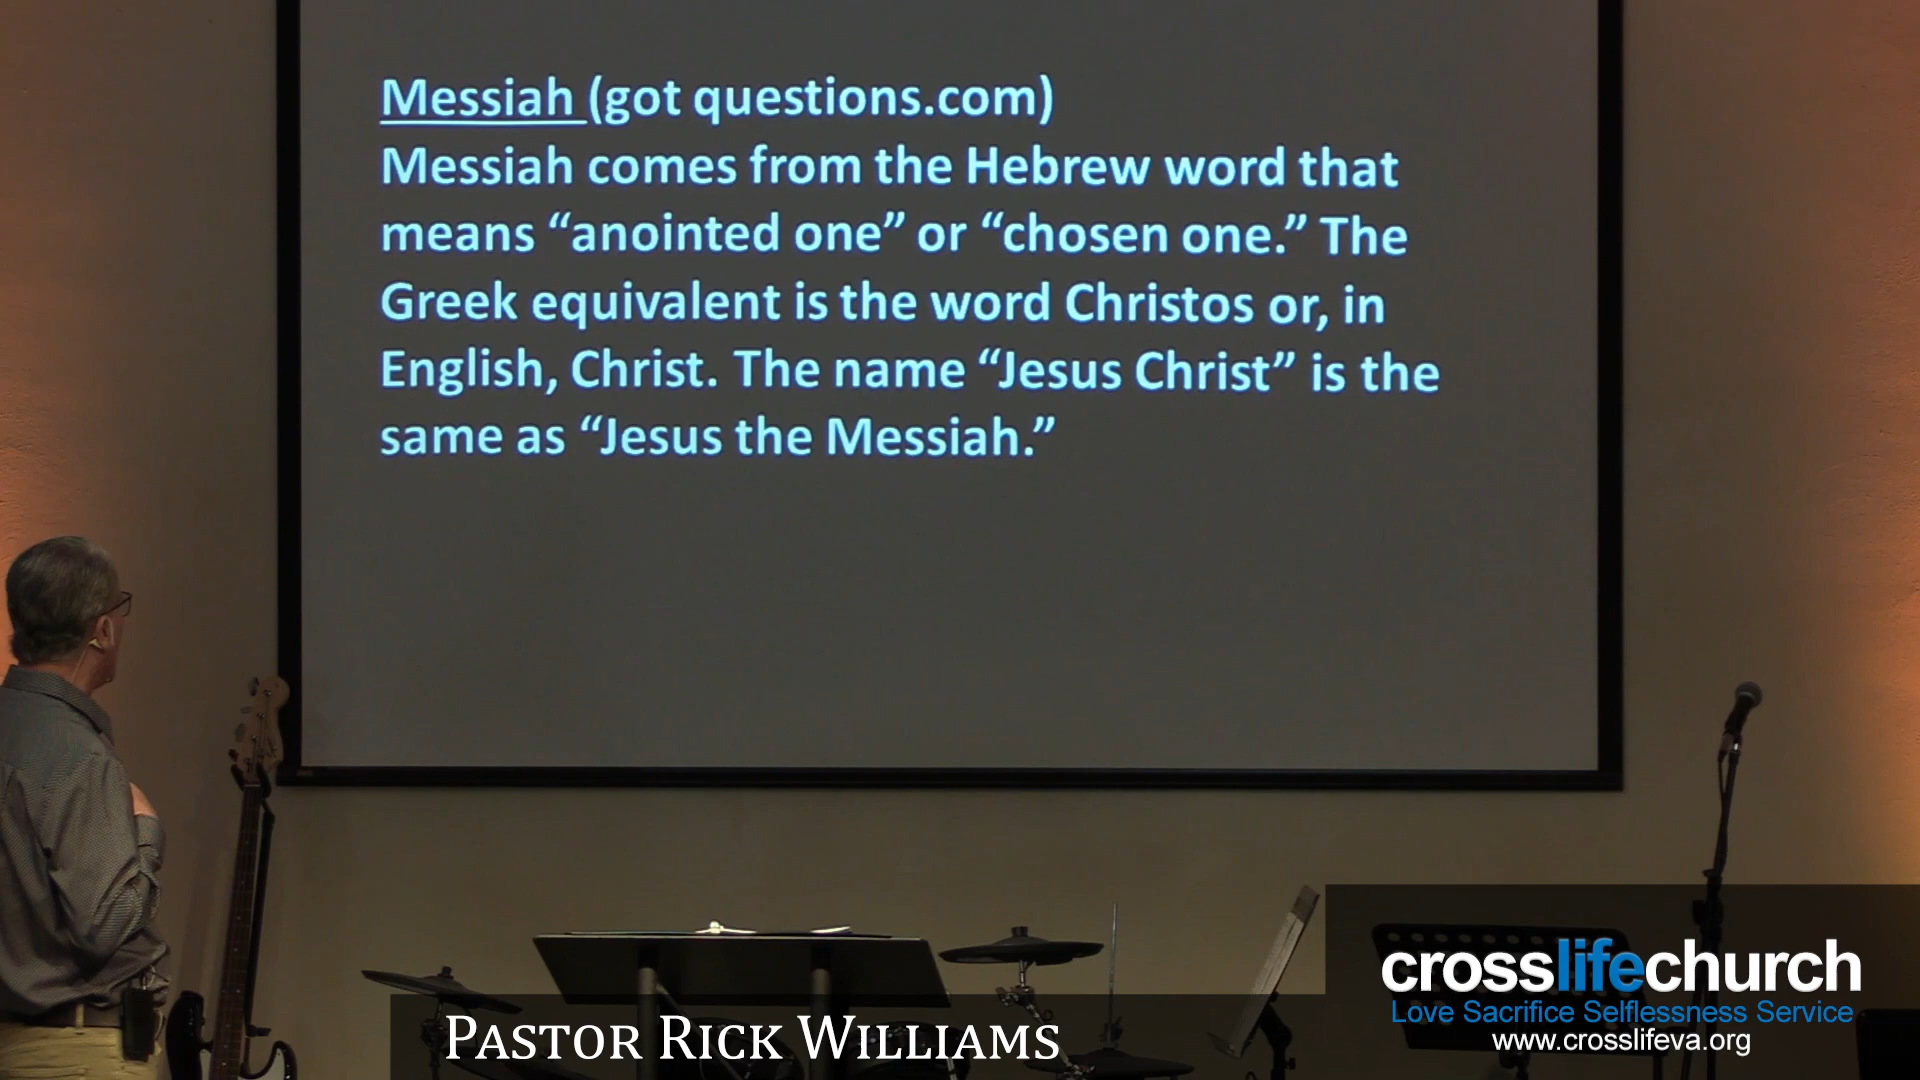 Messiah (got questions.com)
Messiah comes from the Hebrew word that
means “anointed one” or “chosen one.” The
Greek equivalent is the word Christos or, in
English, Christ. The name “Jesus Christ” is the
same as “Jesus the Messiah.”
PASTOR RICK WILLIAMS
crosslifechurch
Love Sacrifice Selflessness Service
www.crosslifeva.org